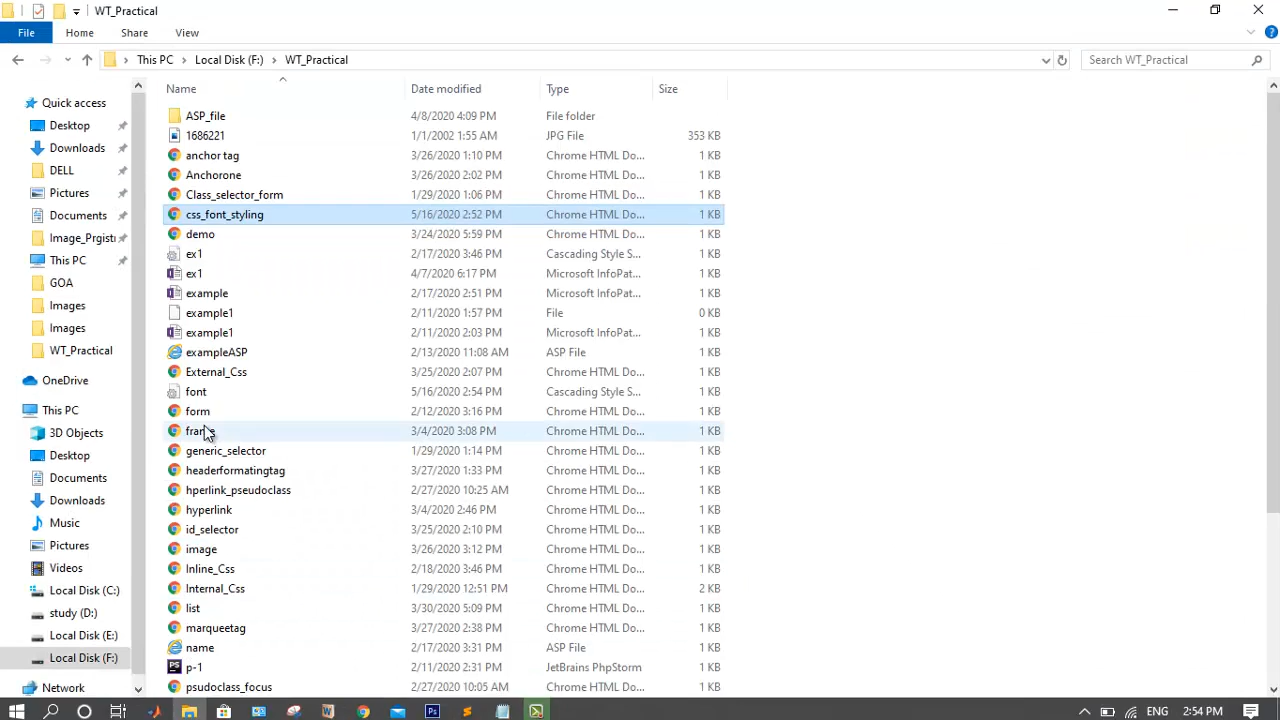 WT_Practical
File Home Share View
This PC Local Disk (F:) WT_Practical Search WT_Practical
Name Date modified Type Size
Quick access
Desktop
Downloads
DELL
Pictures
Documents
Image_Prgisti
This PC
GOA
Images
Images
WT_Practical
OneDrive
This PC
3D Objects
Desktop
Documents
Downloads
Music
Pictures
Videos
Local Disk (C:)
study (D:)
Local Disk (E:)
Local Disk (F:)
Network
ASP_file 4/8/2020 4:09 PM File folder
1686221 1/1/2002 1:55 AM JPG File 353 KB
anchor tag 3/26/2020 1:10 PM Chrome HTML Do... 1 KB
Anchorone 3/26/2020 2:02 PM Chrome HTML Do... 1 KB
Class_selector_form 1/29/2020 1:06 PM Chrome HTML Do... 1 KB
css_font_styling 5/16/2020 2:52 PM Chrome HTML Do... 1 KB
demo 3/24/2020 5:59 PM Chrome HTML Do... 1 KB
ex1 2/17/2020 3:46 PM Cascading Style S... 1 KB
ex1 4/7/2020 6:17 PM Microsoft InfoPat... 1 KB
example 2/17/2020 2:51 PM Microsoft InfoPat... 1 KB
example1 2/11/2020 1:57 PM File 0 KB
example1 2/11/2020 2:03 PM Microsoft InfoPat... 1 KB
exampleASP 2/13/2020 11:08 AM ASP File 1 KB
External_Css 3/25/2020 2:07 PM Chrome HTML Do... 1 KB
font 5/16/2020 2:54 PM Cascading Style S... 1 KB
form 2/12/2020 3:16 PM Chrome HTML Do... 1 KB
frame 3/4/2020 3:08 PM Chrome HTML Do... 1 KB
generic_selector 1/29/2020 1:14 PM Chrome HTML Do... 1 KB
headerformatingtag 3/27/2020 1:33 PM Chrome HTML Do... 1 KB
hperlink_pseudoclass 2/27/2020 10:25 AM Chrome HTML Do... 1 KB
hyperlink 3/4/2020 2:46 PM Chrome HTML Do... 1 KB
id_selector 3/25/2020 2:10 PM Chrome HTML Do... 1 KB
image 3/26/2020 3:12 PM Chrome HTML Do... 1 KB
Inline_Css 2/18/2020 3:46 PM Chrome HTML Do... 1 KB
Internal_Css 1/29/2020 12:51 PM Chrome HTML Do... 2 KB
list 3/30/2020 5:09 PM Chrome HTML Do... 1 KB
marqueetag 3/27/2020 2:38 PM Chrome HTML Do... 1 KB
name 2/17/2020 3:31 PM ASP File 1 KB
p-1 2/11/2020 2:31 PM JetBrains PhpStorm 1 KB
psudoclass_focus 2/27/2020 10:05 AM Chrome HTML Do... 1 KB
ENG 2:54 PM